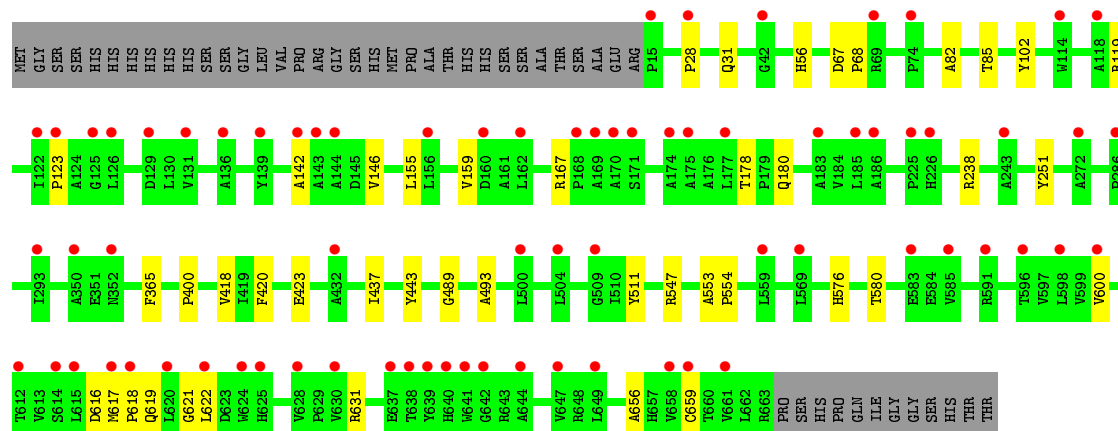 MET GLY SER SER HIS HIS HIS HIS HIS HIS SER SER GLY LEU VAL PRO ARG GLY SER HIS MET PRO ALA THR HIS HIS SER SER ALA THR SER ALA GLU ARG P15 P28 Q31 G42 H56 D67 P68 R69 P74 A82 T85 Y102 W114 A118 R119
I122 P123 A124 G125 L126 D129 L130 V131 A136 Y139 A142 A143 A144 D145 V146 L155 L156 V159 D160 A161 L162 R167 P168 A169 A170 S171 A174 A175 A176 L177 T178 P179 Q180 A183 V184 L185 A186 P225 H226 R238 A243 Y251 A272 P286
I293 A350 E351 N352 F365 P400 V418 I419 F420 E423 A432 I437 Y443 G489 A493 L500 L504 G509 I510 Y511 R547 A553 P554 L559 L569 H576 T580 E583 E584 V585 R591 T596 V597 L598 V599 V600
T612 V613 S614 L615 D616 M617 P618 Q619 L620 G621 L622 D623 W624 H625 V628 P629 V630 R631 E637 T638 Y639 H640 W641 G642 R643 A644 V647 R648 L649 A656 H657 V658 C659 T660 V661 L662 R663 PRO SER HIS PRO GLN ILE GLY GLY SER HIS THR THR